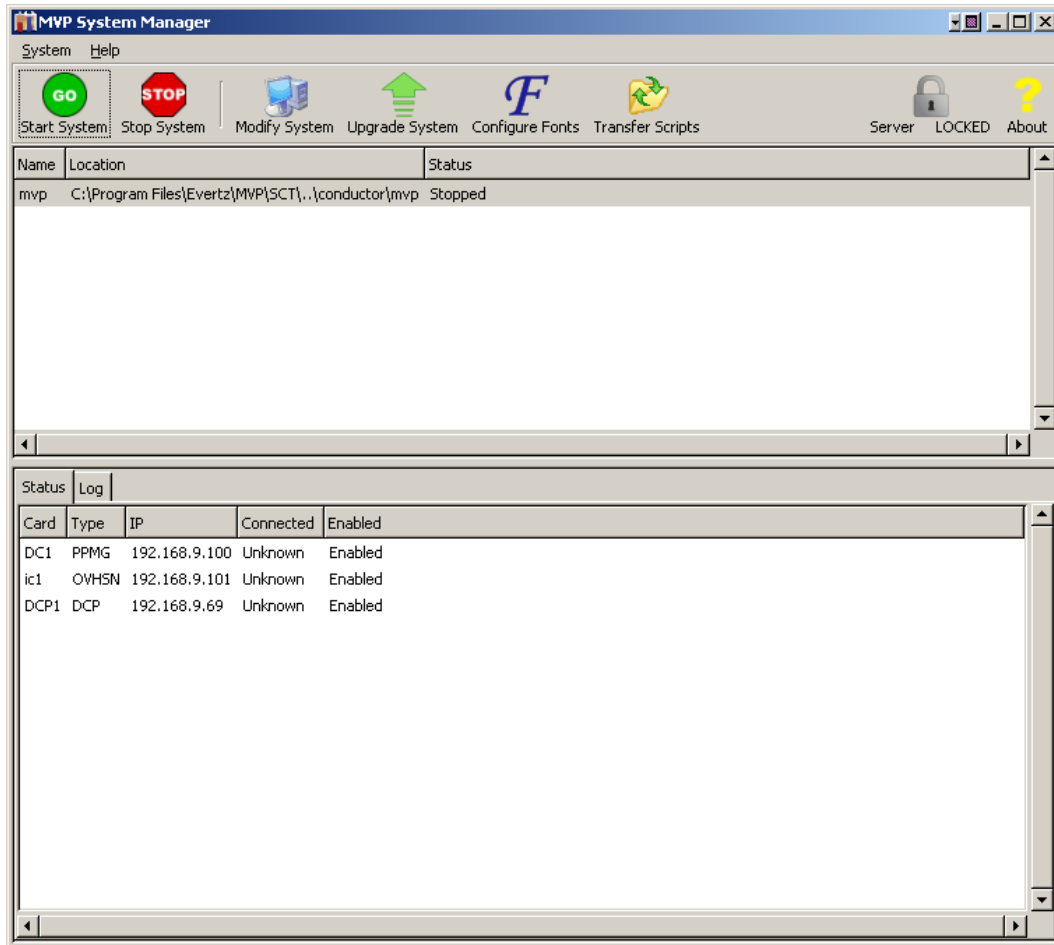 MVP System Manager
System Help
GO STOP F ?
Start System Stop System Modify System Upgrade System Configure Fonts Transfer Scripts Server LOCKED About
Name Location Status
mvp C:\Program Files\Evertz\MVP\SCT\..\conductor\mvp Stopped
Status Log
Card Type IP Connected Enabled
DC1 PPMG 192.168.9.100 Unknown Enabled
ic1 OVHSN 192.168.9.101 Unknown Enabled
DCP1 DCP 192.168.9.69 Unknown Enabled